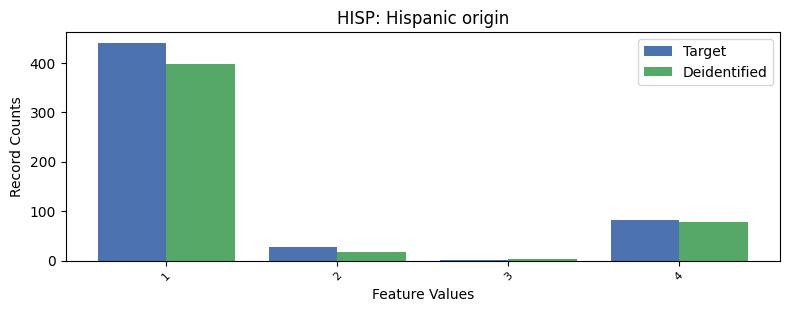 HISP: Hispanic origin
Target
Deidentified
Record Counts
400
300
200
100
0
1
2
3
4
Feature Values